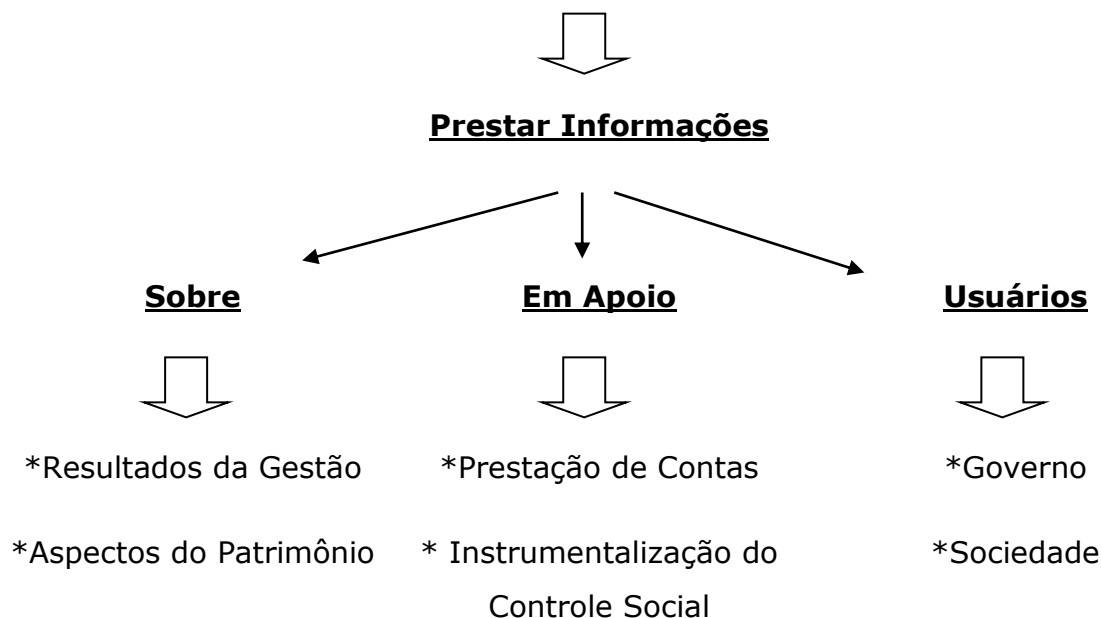 Prestar Informações
Sobre
Em Apoio
Usuários
*Resultados da Gestão
*Prestação de Contas
*Governo
*Aspectos do Patrimônio
* Instrumentalização do
Controle Social
*Sociedade